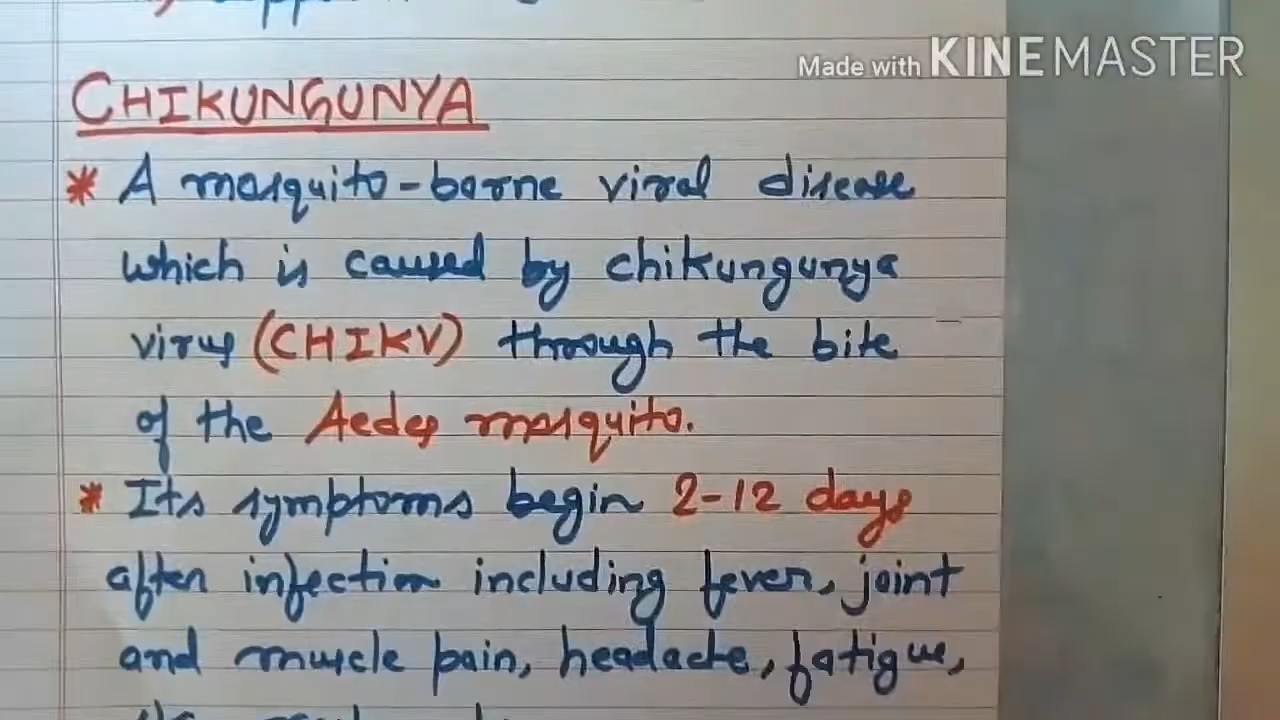 Made with KINEMASTER
CHIKUNGUNYA
* A mosquito-borne viral disease
which is caused by chikungunya
virus (CHIKV) through the bite
of the Aedes mosquito.
* Its symptoms begin 2-12 days
after infection including fever, joint
and muscle pain, headache, fatigue,